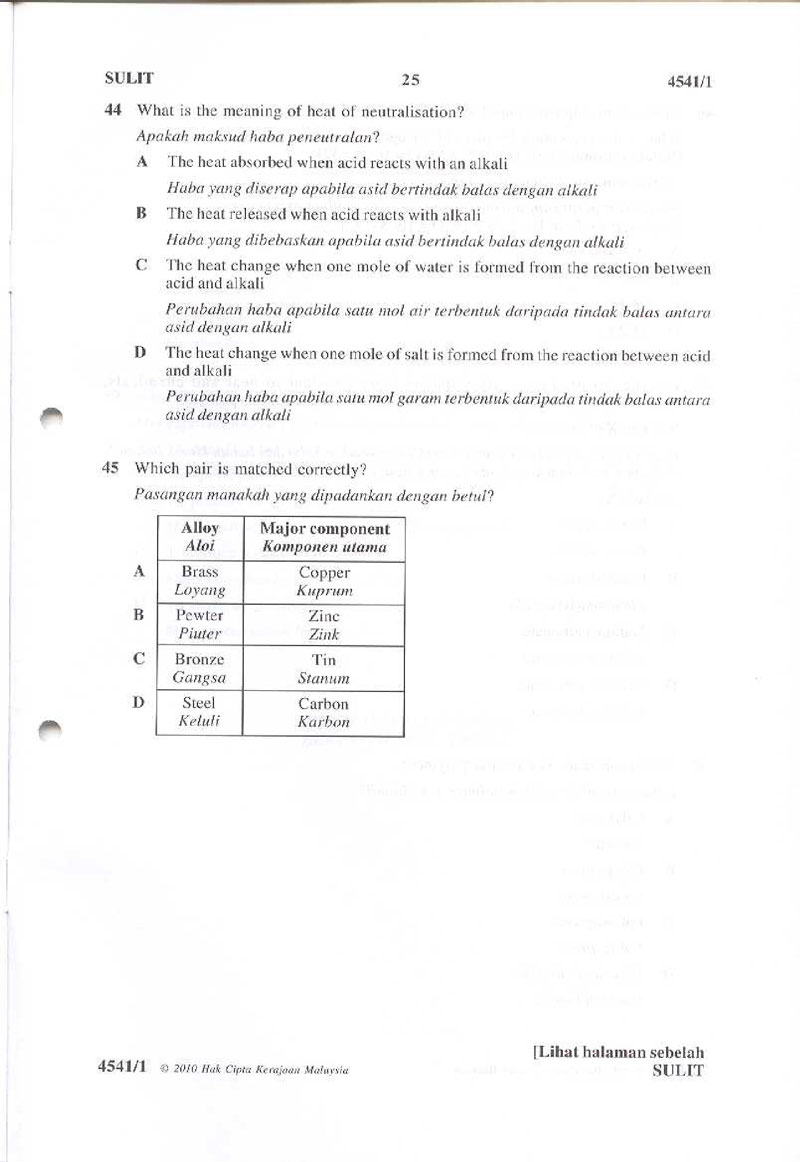 SULIT 25 4541/1
44 What is the meaning of heat of neutralisation?
Apakah maksud haba peneutralan?
A The heat absorbed when acid reacts with an alkali
Haba yang diserap apabila asid bertindak balas dengan alkali
B The heat released when acid reacts with alkali
Haba yang dibebaskan apabila asid bertindak balas dengan alkali
C The heat change when one mole of water is formed from the reaction between
acid and alkali
Perubahan haba apabila satu mol air terbentuk daripada tindak balas antara
asid dengan alkali
D The heat change when one mole of salt is formed from the reaction between acid
and alkali
Perubahan haba apabila satu mol garam terbentuk daripada tindak balas antara
asid dengan alkali
45 Which pair is matched correctly?
Pasangan manakah yang dipadankan dengan betul?
Alloy Major component
Aloi Komponen utama
A Brass Copper
Loyang Kuprum
B Pewter Zinc
Piuter Zink
C Bronze Tin
Gangsa Stanum
D Steel Carbon
Keluli Karbon
[Lihat halaman sebelah
4541/1 © 2010 Hak Cipta Kerajaan Malaysia SULIT